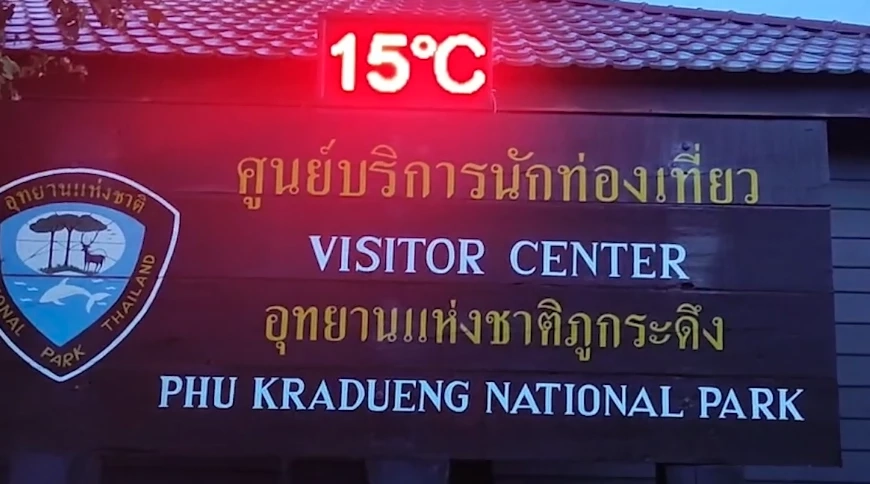 15°C
ศูนย์บริการนักท่องเที่ยว
VISITOR CENTER
อุทยานแห่งชาติภูกระดึง
PHU KRADUENG NATIONAL PARK
อุทยานแห่งชาติ
PARK THAILAND